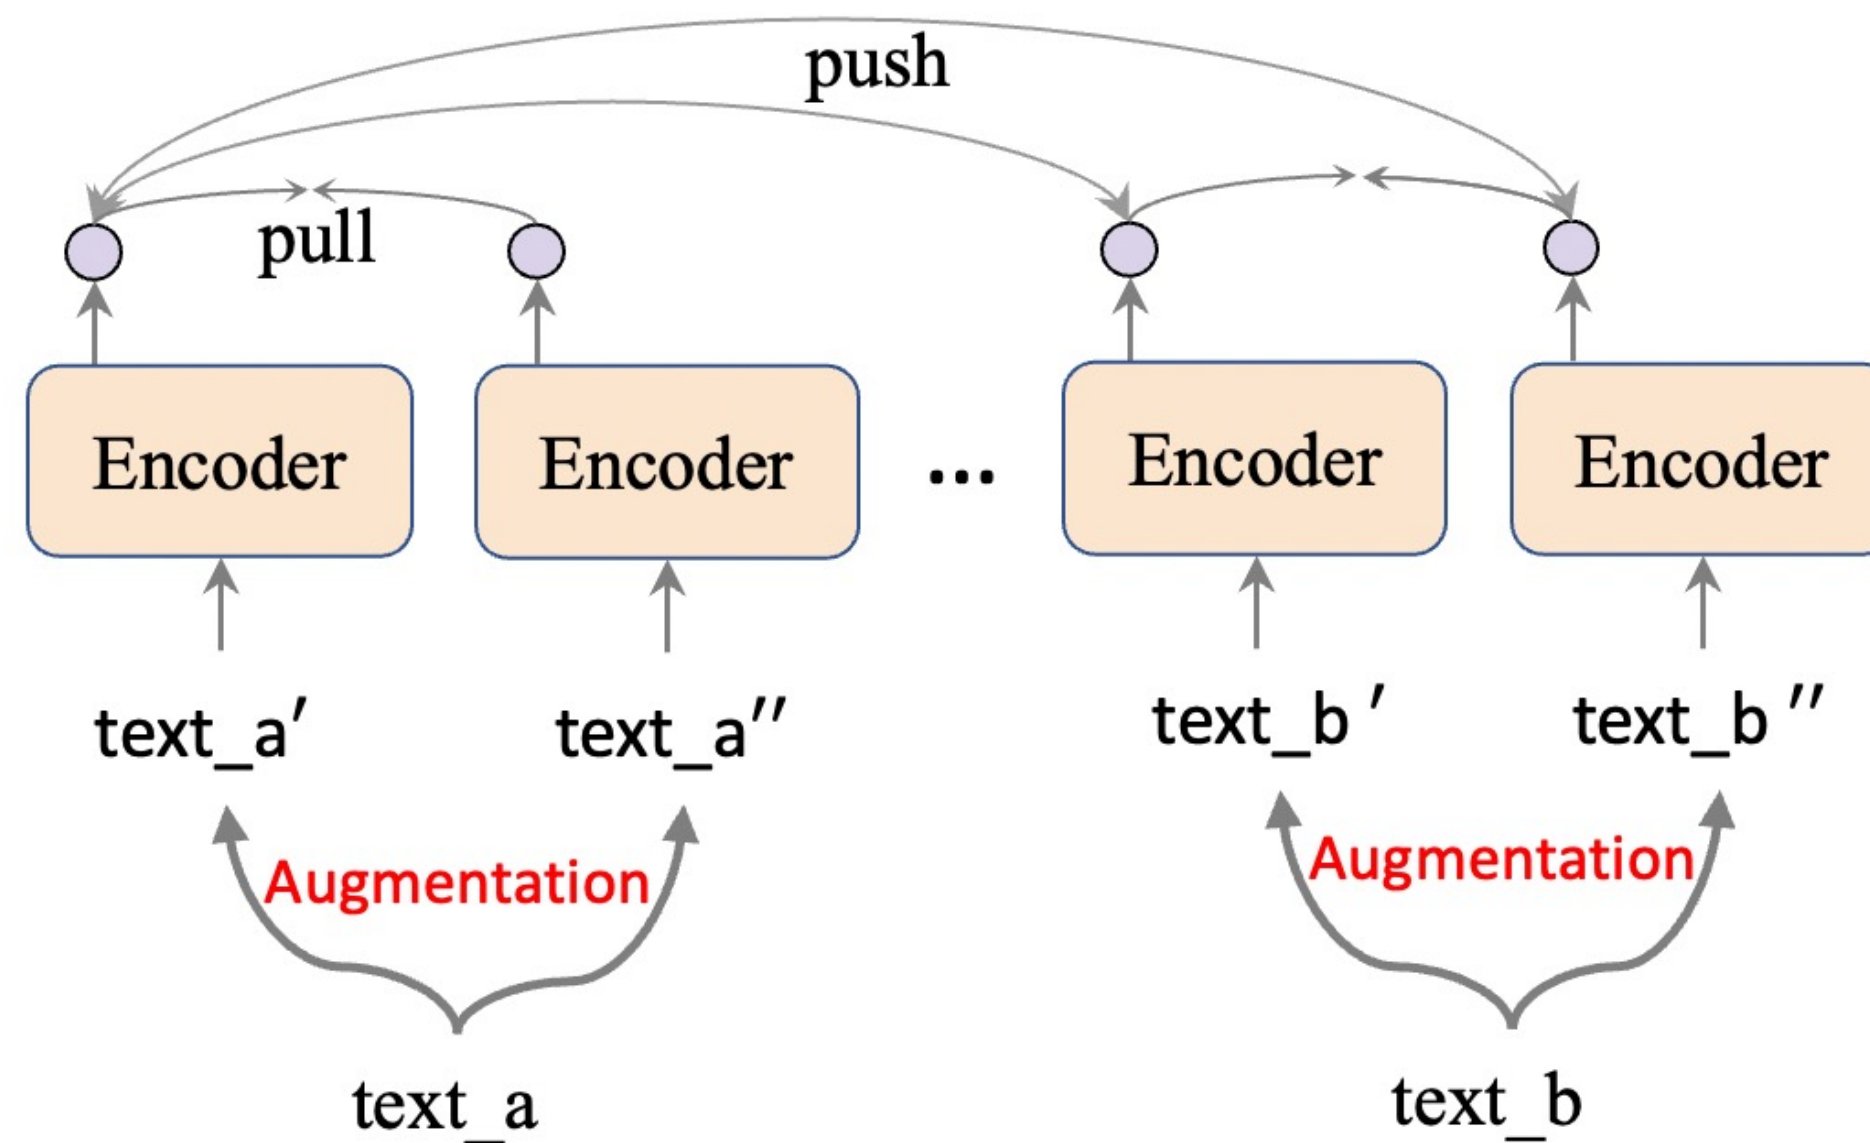 push
pull
Encoder Encoder ... Encoder Encoder
text_a′ text_a′′ text_b ′ text_b ′′
Augmentation Augmentation
text_a text_b